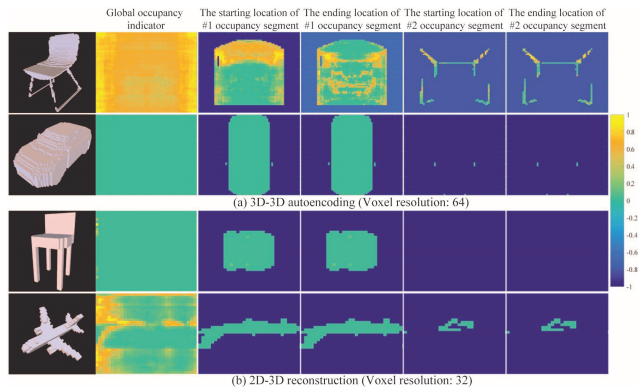 Global occupancy The starting location of The ending location of The starting location of The ending location of
indicator #1 occupancy segment #1 occupancy segment #2 occupancy segment #2 occupancy segment
1
0.8
0.6
0.4
0.2
0
-0.2
-0.4
-0.6
-0.8
-1
(a) 3D-3D autoencoding (Voxel resolution: 64)
(b) 2D-3D reconstruction (Voxel resolution: 32)